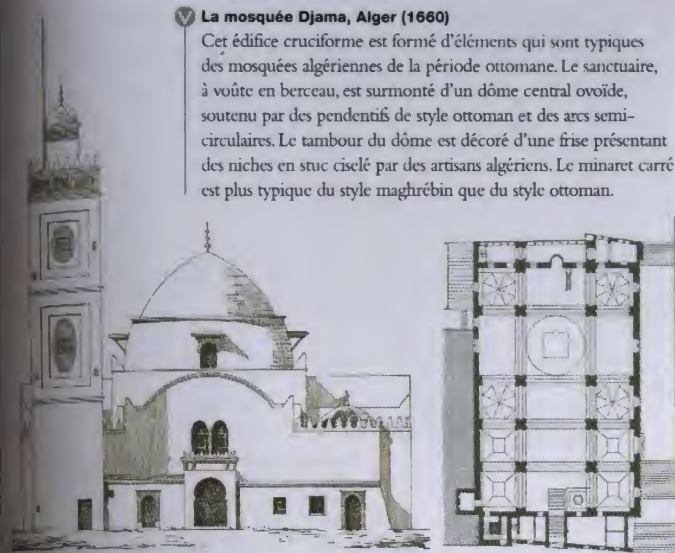 V La mosquée Djama, Alger (1660)
Cet édifice cruciforme est formé d'éléments qui sont typiques
des mosquées algériennes de la période ottomane. Le sanctuaire,
à voûte en berceau, est surmonté d'un dôme central ovoïde,
soutenu par des pendentifs de style ottoman et des arcs semi-
circulaires. Le tambour du dôme est décoré d'une frise présentant
des niches en stuc ciselé par des artisans algériens. Le minaret carré
est plus typique du style maghrébin que du style ottoman.